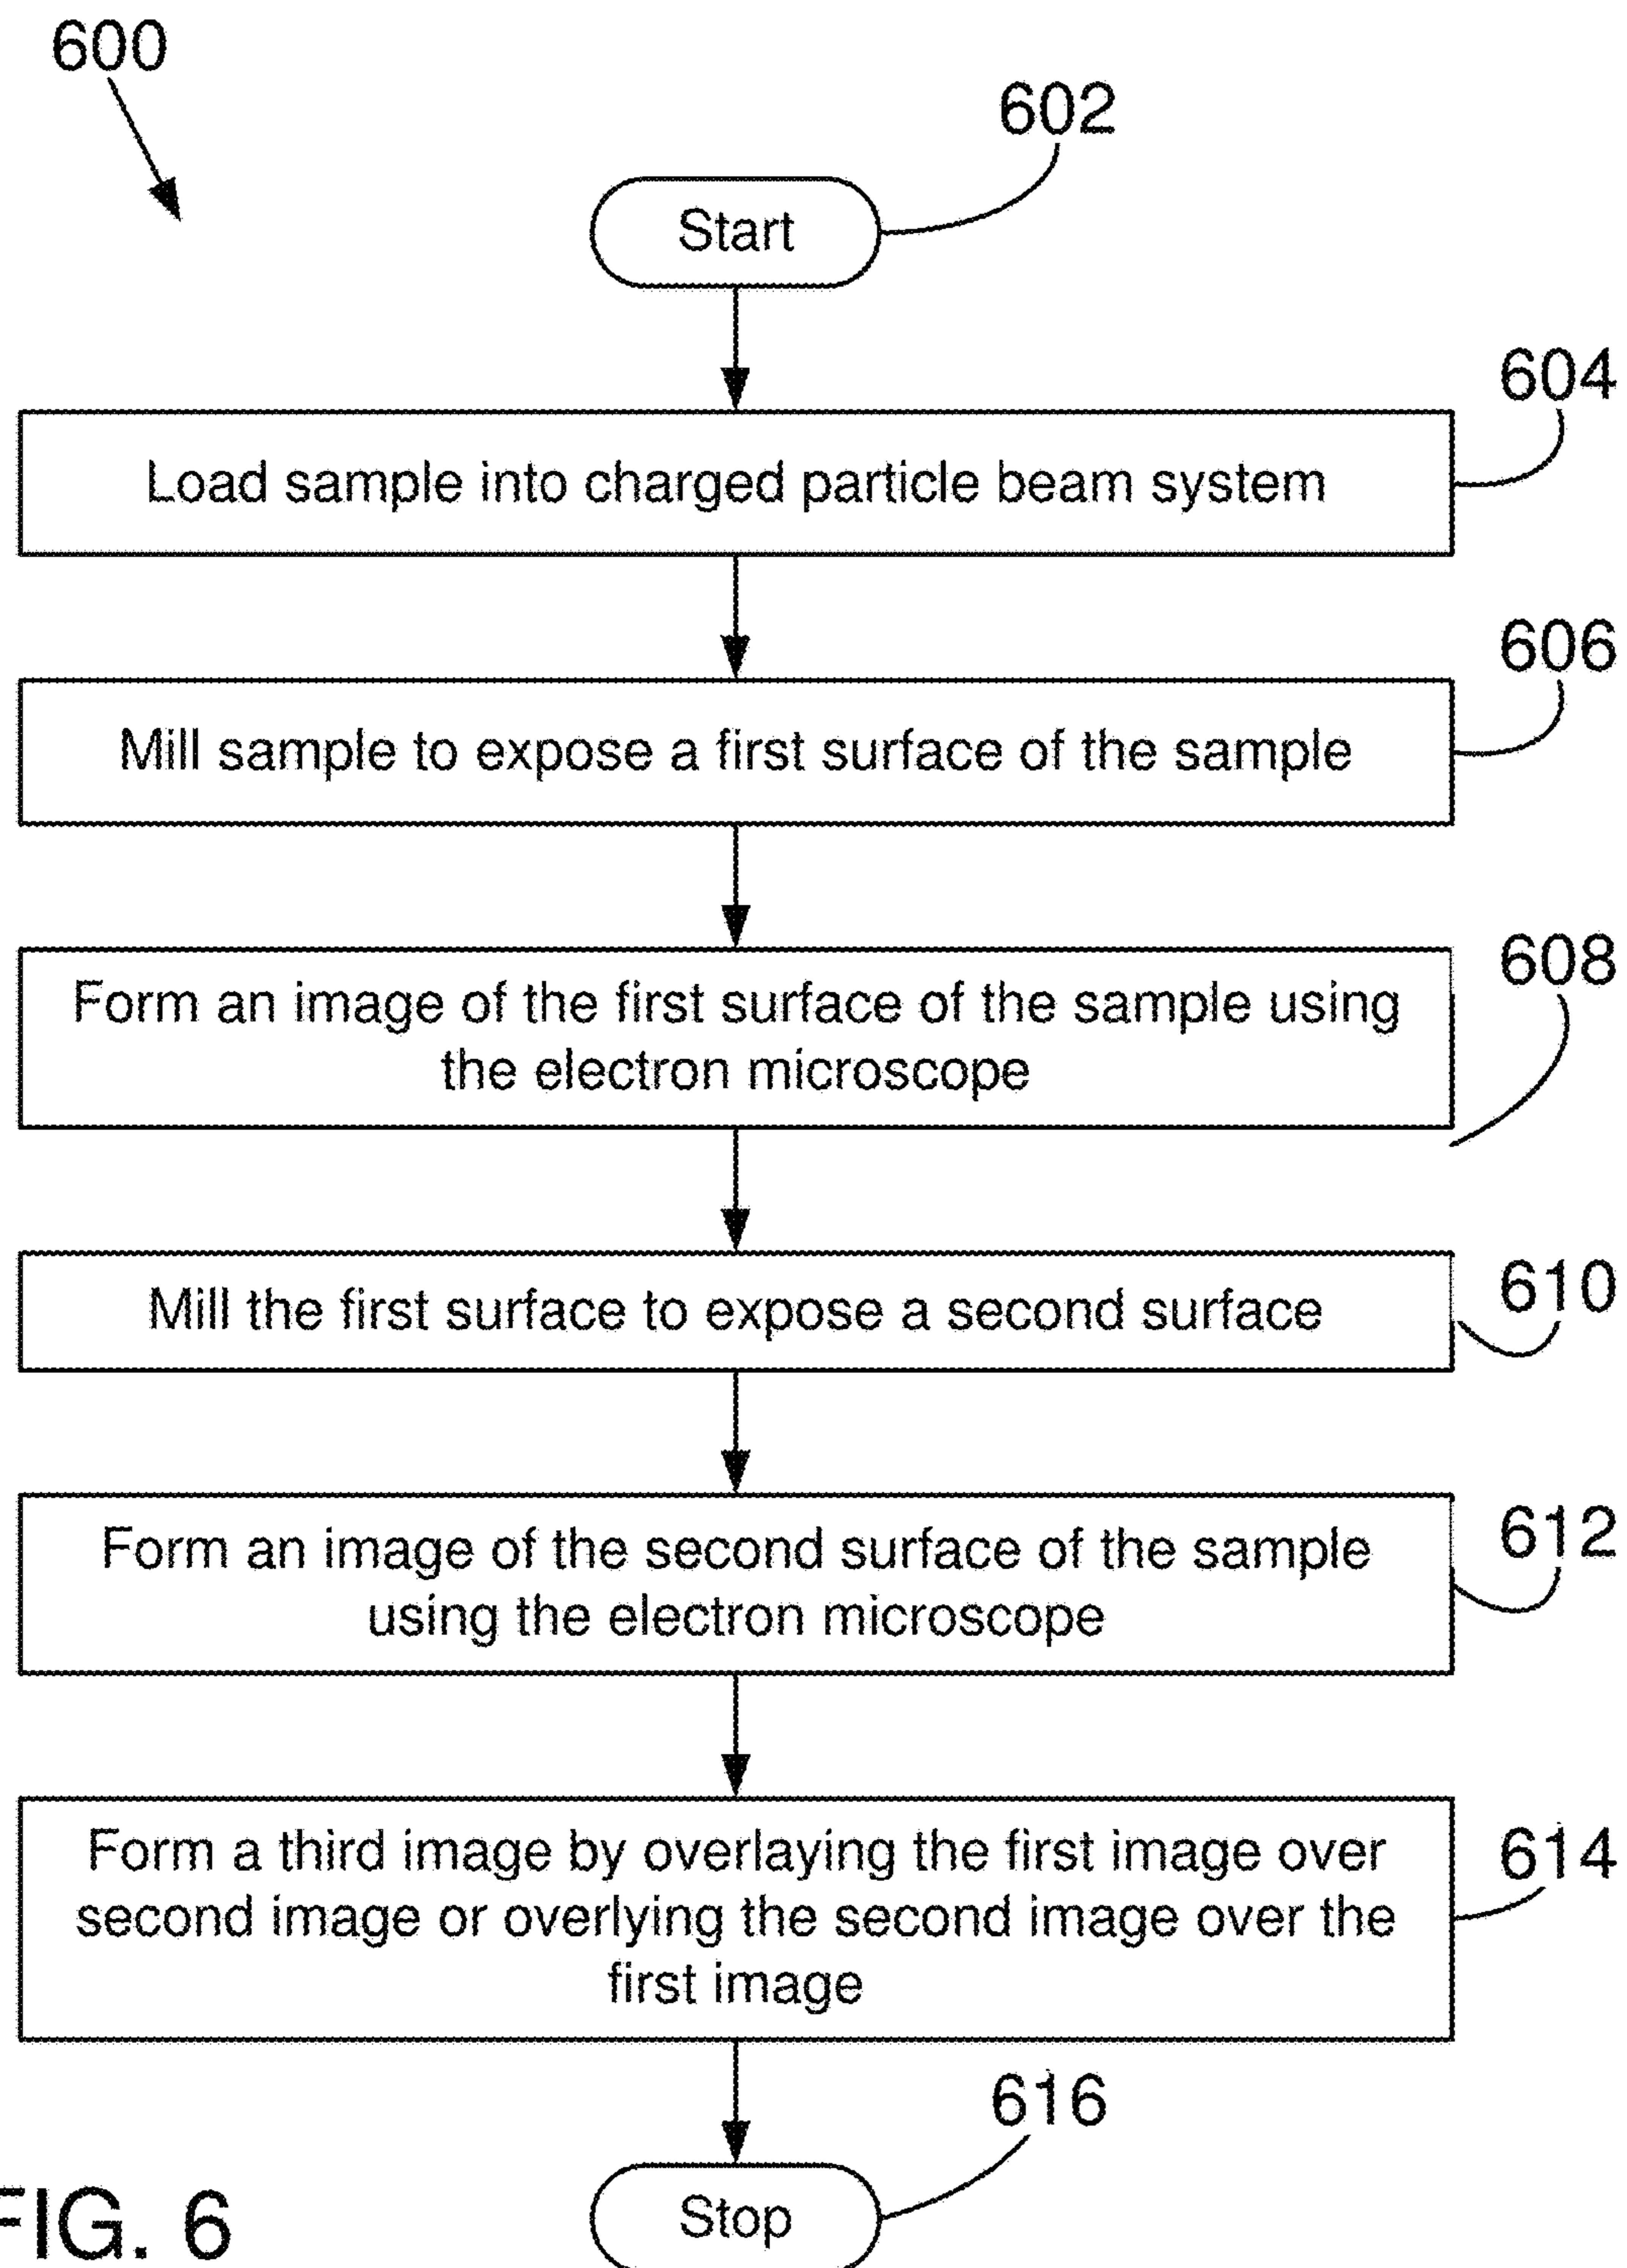 600
602
Start
604
Load sample into charged particle beam system
606
Mill sample to expose a first surface of the sample
608
Form an image of the first surface of the sample using
the electron microscope
610
Mill the first surface to expose a second surface
612
Form an image of the second surface of the sample
using the electron microscope
614
Form a third image by overlaying the first image over
second image or overlying the second image over the
first image
616
Stop
FIG. 6